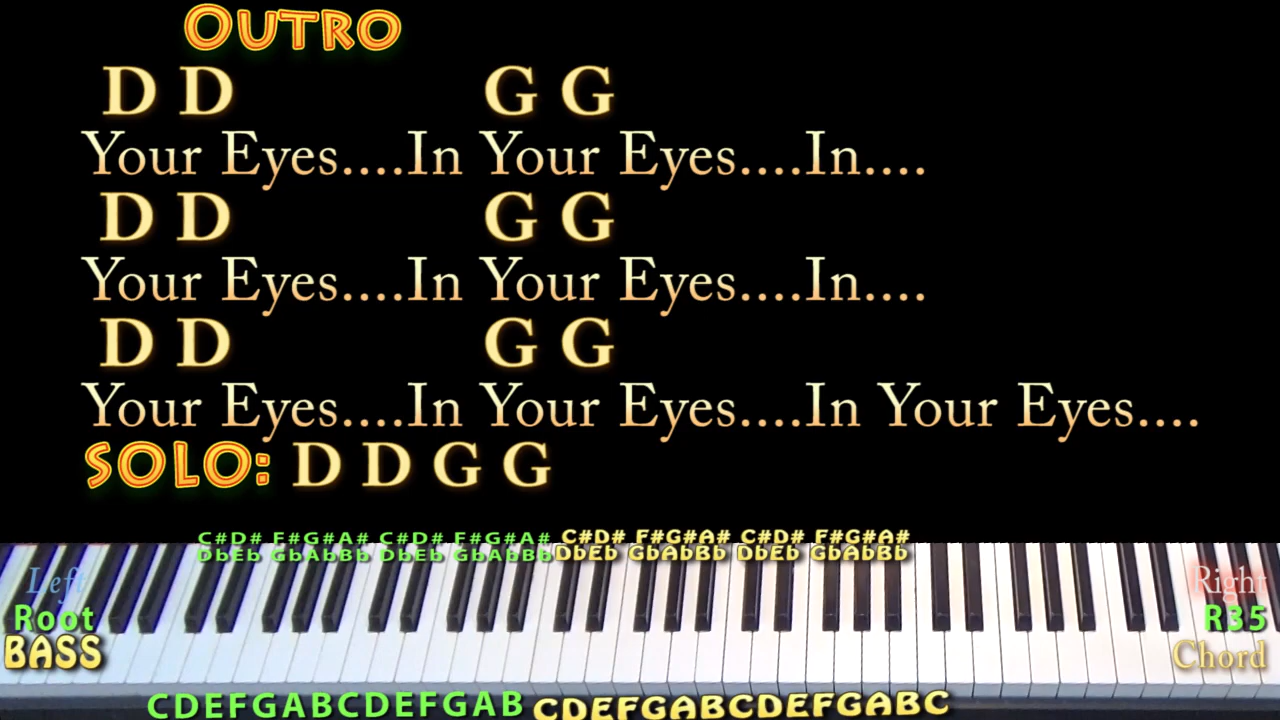 OUTRO
D D G G
Your Eyes....In Your Eyes....In....
D D G G
Your Eyes....In Your Eyes....In....
D D G G
Your Eyes....In Your Eyes....In Your Eyes....
SOLO: D D G G
C#D# F#G#A# C#D# F#G#A# C#D# F#G#A# C#D# F#G#A#
DbEb GbAbBb DbEb GbAbBb DbEb GbAbBb DbEb GbAbBb
Left
Root
BASS
Right
R35
Chord
CDEFGABCDEFGAB CDEFGABCDEFGABC